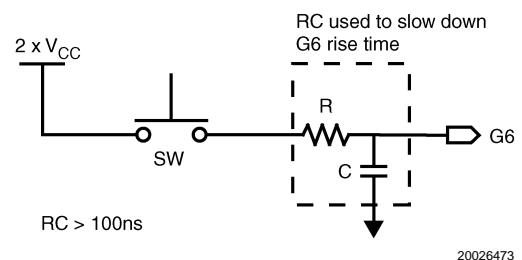 RC used to slow down
G6 rise time
2 x VCC
R
G6
SW
C
RC > 100ns
20026473